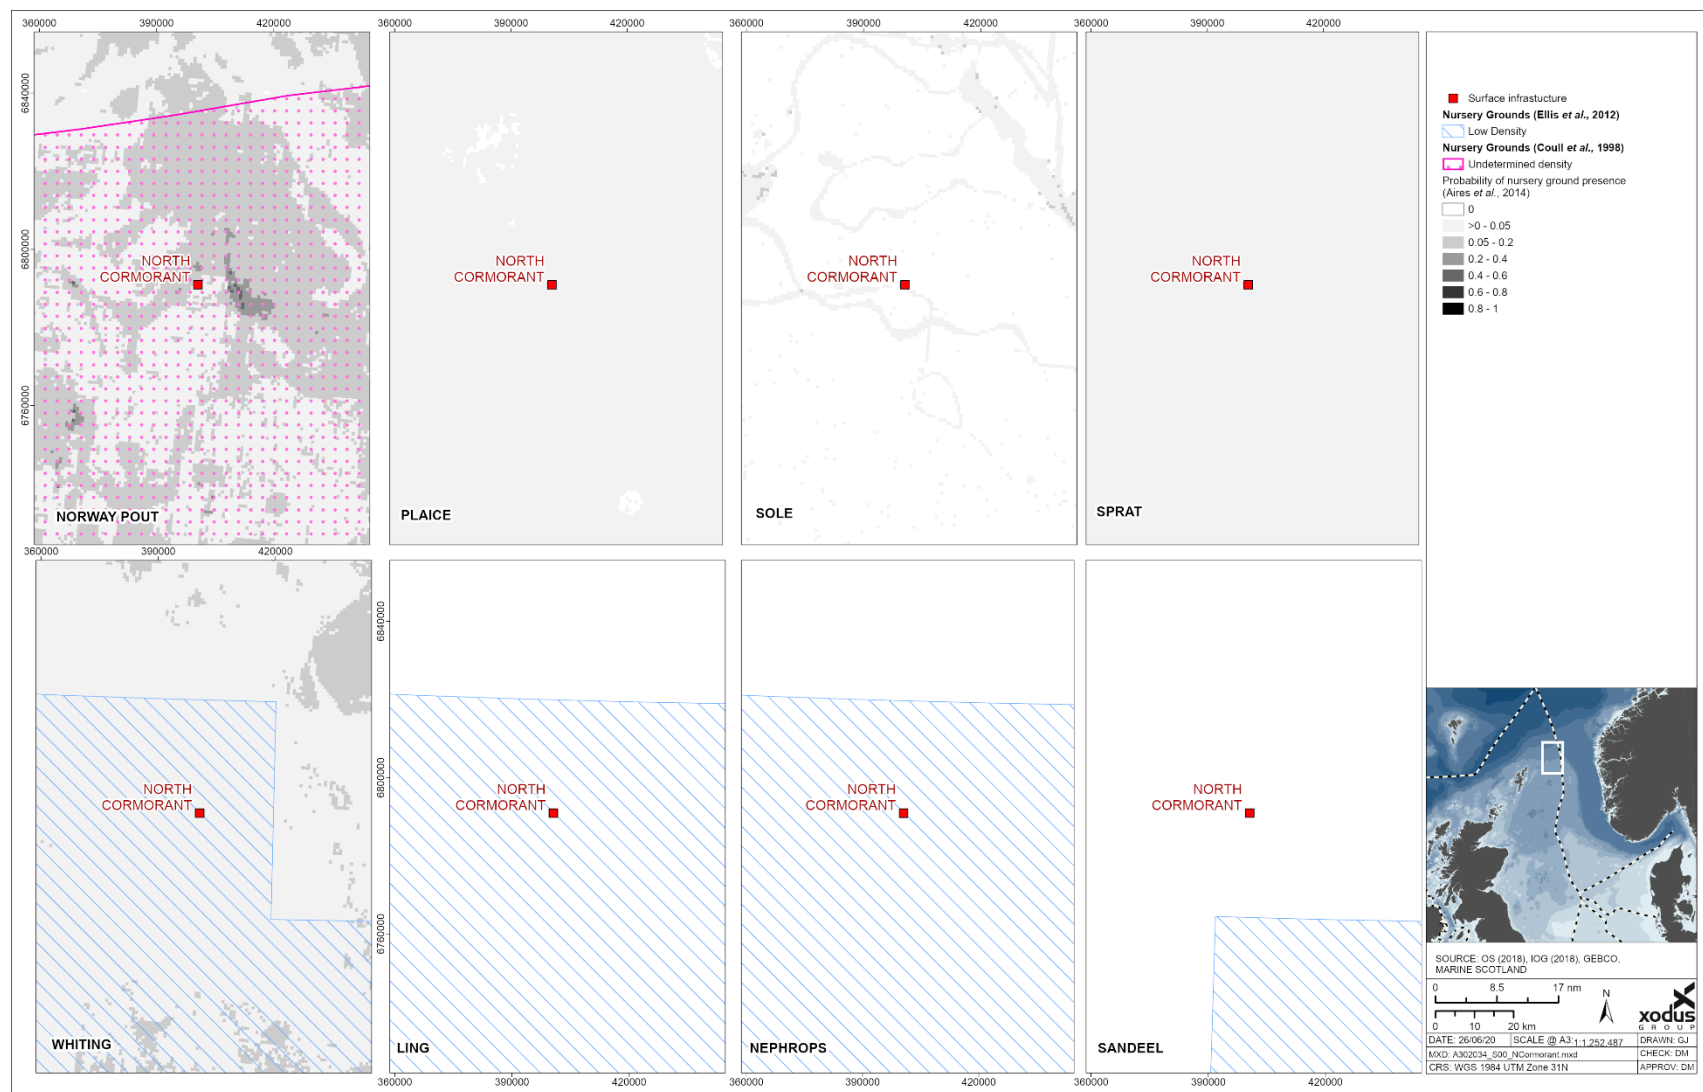 360000 390000 420000 360000 390000 420000 360000 390000 420000 360000 390000 420000
6840000
6800000
6760000
NORTH
CORMORANT
NORWAY POUT
NORTH
CORMORANT
PLAICE
NORTH
CORMORANT
SOLE
NORTH
CORMORANT
SPRAT
360000 390000 420000
6840000
6800000
6760000
NORTH
CORMORANT
WHITING
NORTH
CORMORANT
LING
NORTH
CORMORANT
NEPHROPS
NORTH
CORMORANT
SANDEEL
360000 390000 420000 360000 390000 420000 360000 390000 420000
Surface infrastucture
Nursery Grounds (Ellis et al., 2012)
Low Density
Nursery Grounds (Coull et al., 1998)
Undetermined density
Probability of nursery ground presence
(Aires et al., 2014)
0
>0 - 0.05
0.05 - 0.2
0.2 - 0.4
0.4 - 0.6
0.6 - 0.8
0.8 - 1
SOURCE: OS (2018), IOG (2018), GEBCO,
MARINE SCOTLAND
0 8.5 17 nm
0 10 20 km
N
xodus
GROUP
DATE: 26/06/20 SCALE @ A3:1:1,252,487 DRAWN: GJ
MXD: A302034_S00_NCormorant.mxd CHECK: DM
CRS: WGS 1984 UTM Zone 31N APPROV: DM